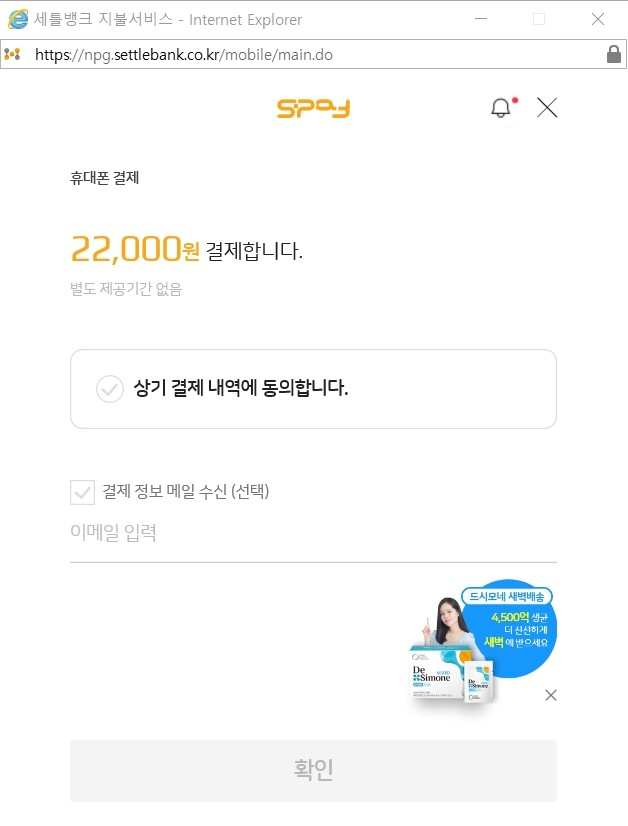 세틀뱅크 지불서비스 - Internet Explorer
https://npg.settlebank.co.kr/mobile/main.do
SPay
휴대폰 결제
22,000원 결제합니다.
별도 제공기간 없음
상기 결제 내역에 동의합니다.
결제 정보 메일 수신 (선택)
이메일 입력
드시모네 새벽배송
4,500억 생균
더 신선하게
새벽에 받으세요
De
Simone
확인